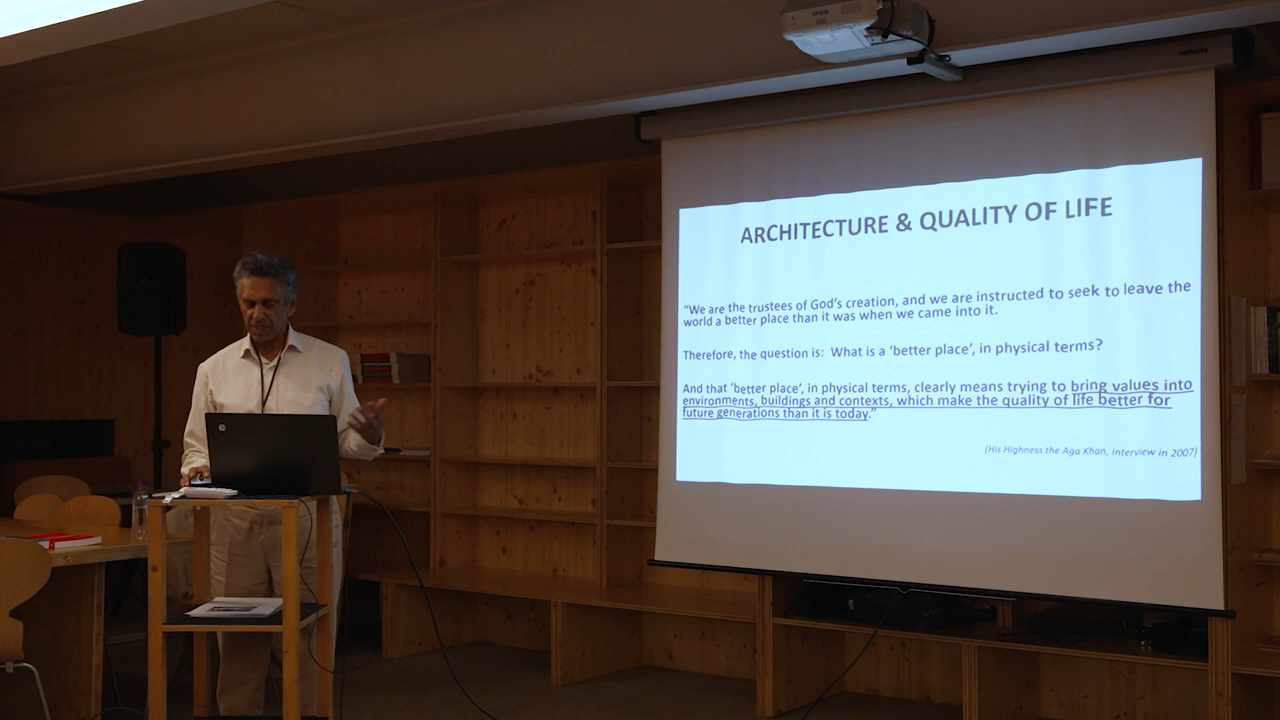 EPSON
reflecta
ARCHITECTURE & QUALITY OF LIFE
“We are the trustees of God’s creation, and we are instructed to seek to leave the
world a better place than it was when we came into it.
Therefore, the question is: What is a ‘better place’, in physical terms?
And that ‘better place’, in physical terms, clearly means trying to bring values into
environments, buildings and contexts, which make the quality of life better for
future generations than it is today.”
(His Highness the Aga Khan, interview in 2007)
hp